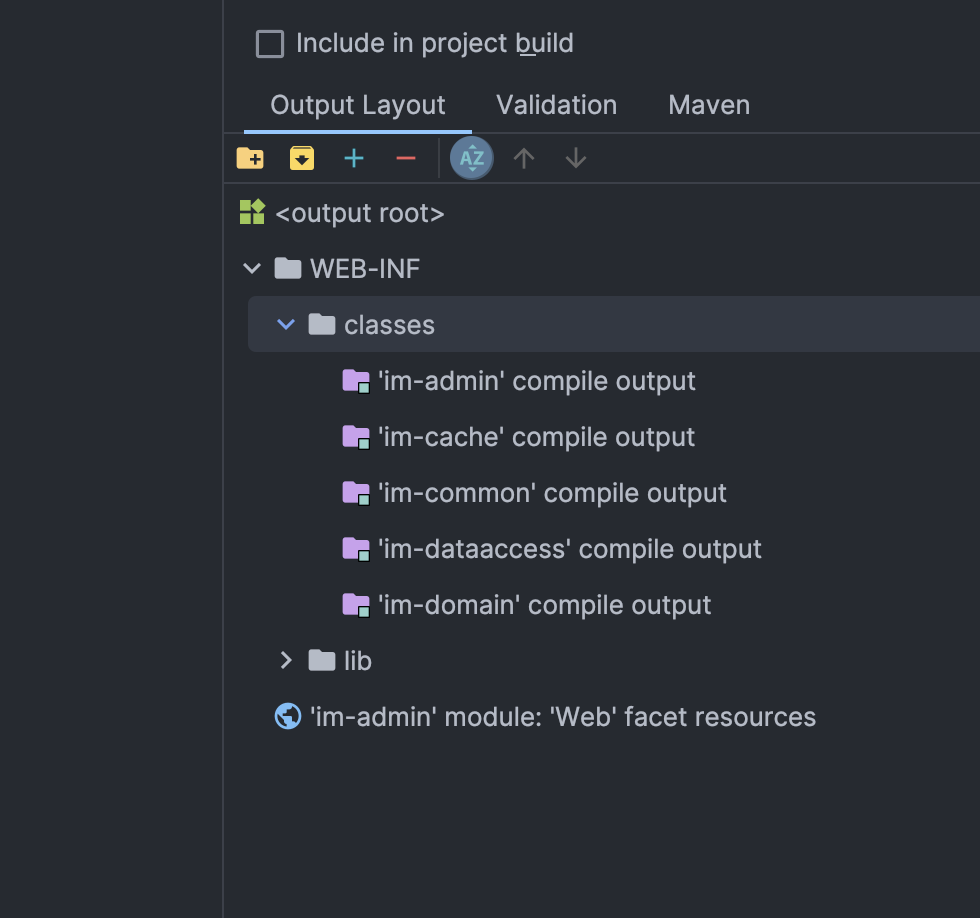 Include in project build
Output Layout Validation Maven
AZ
<output root>
WEB-INF
classes
'im-admin' compile output
'im-cache' compile output
'im-common' compile output
'im-dataaccess' compile output
'im-domain' compile output
lib
'im-admin' module: 'Web' facet resources